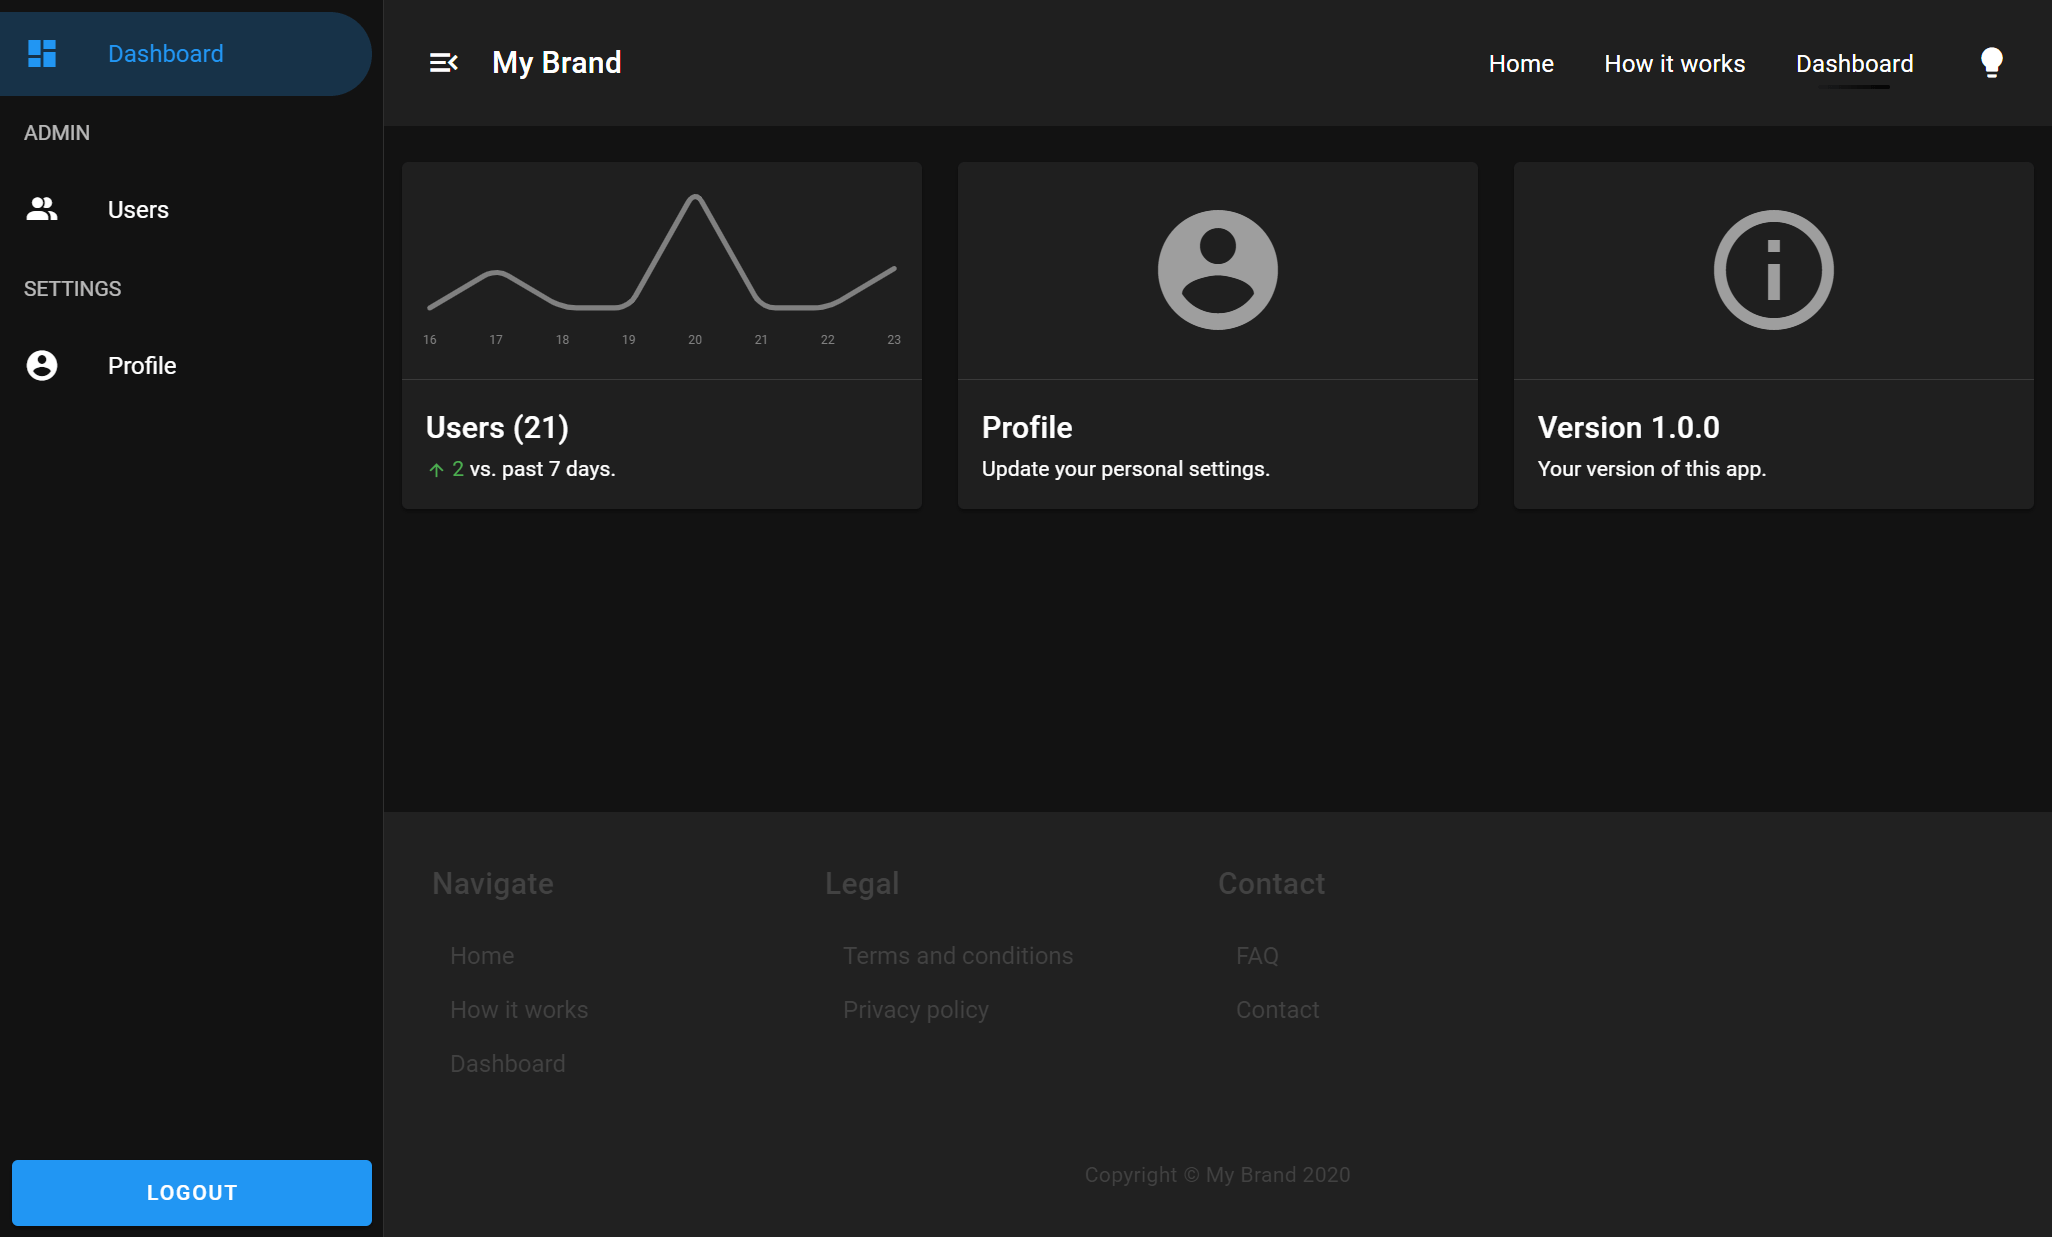 Dashboard
ADMIN
Users
SETTINGS
Profile
LOGOUT
My Brand
Home
How it works
Dashboard
16 17 18 19 20 21 22 23
Users (21)
2 vs. past 7 days.
Profile
Update your personal settings.
Version 1.0.0
Your version of this app.
Navigate
Home
How it works
Dashboard
Legal
Terms and conditions
Privacy policy
Contact
FAQ
Contact
Copyright © My Brand 2020